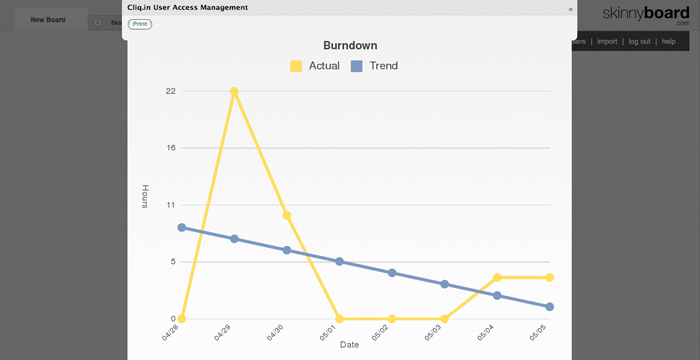 Cliq.in User Access Management
×
New Board
skinnyboard
.com
Print
import | log out | help
Burndown
Actual Trend
22
16
11
5
0
Hours
04/28 04/29 04/30 05/01 05/02 05/03 05/04 05/05
Date